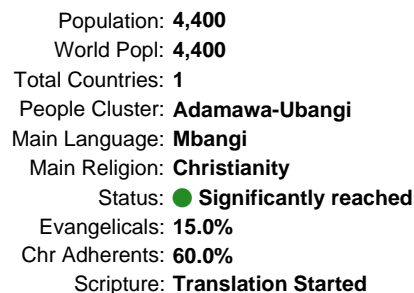 Population: 4,400
World Popl: 4,400
Total Countries: 1
People Cluster: Adamawa-Ubangi
Main Language: Mbangi
Main Religion: Christianity
Status: Significantly reached
Evangelicals: 15.0%
Chr Adherents: 60.0%
Scripture: Translation Started